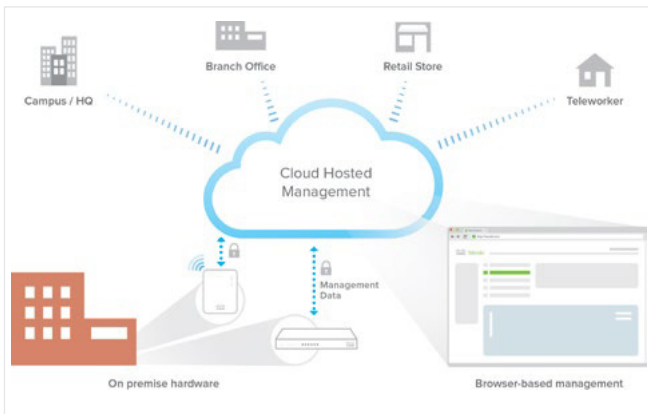 Branch Office
Retail Store
Campus / HQ
Teleworker
Cloud Hosted
Management
Management
Data
On premise hardware
Browser-based management